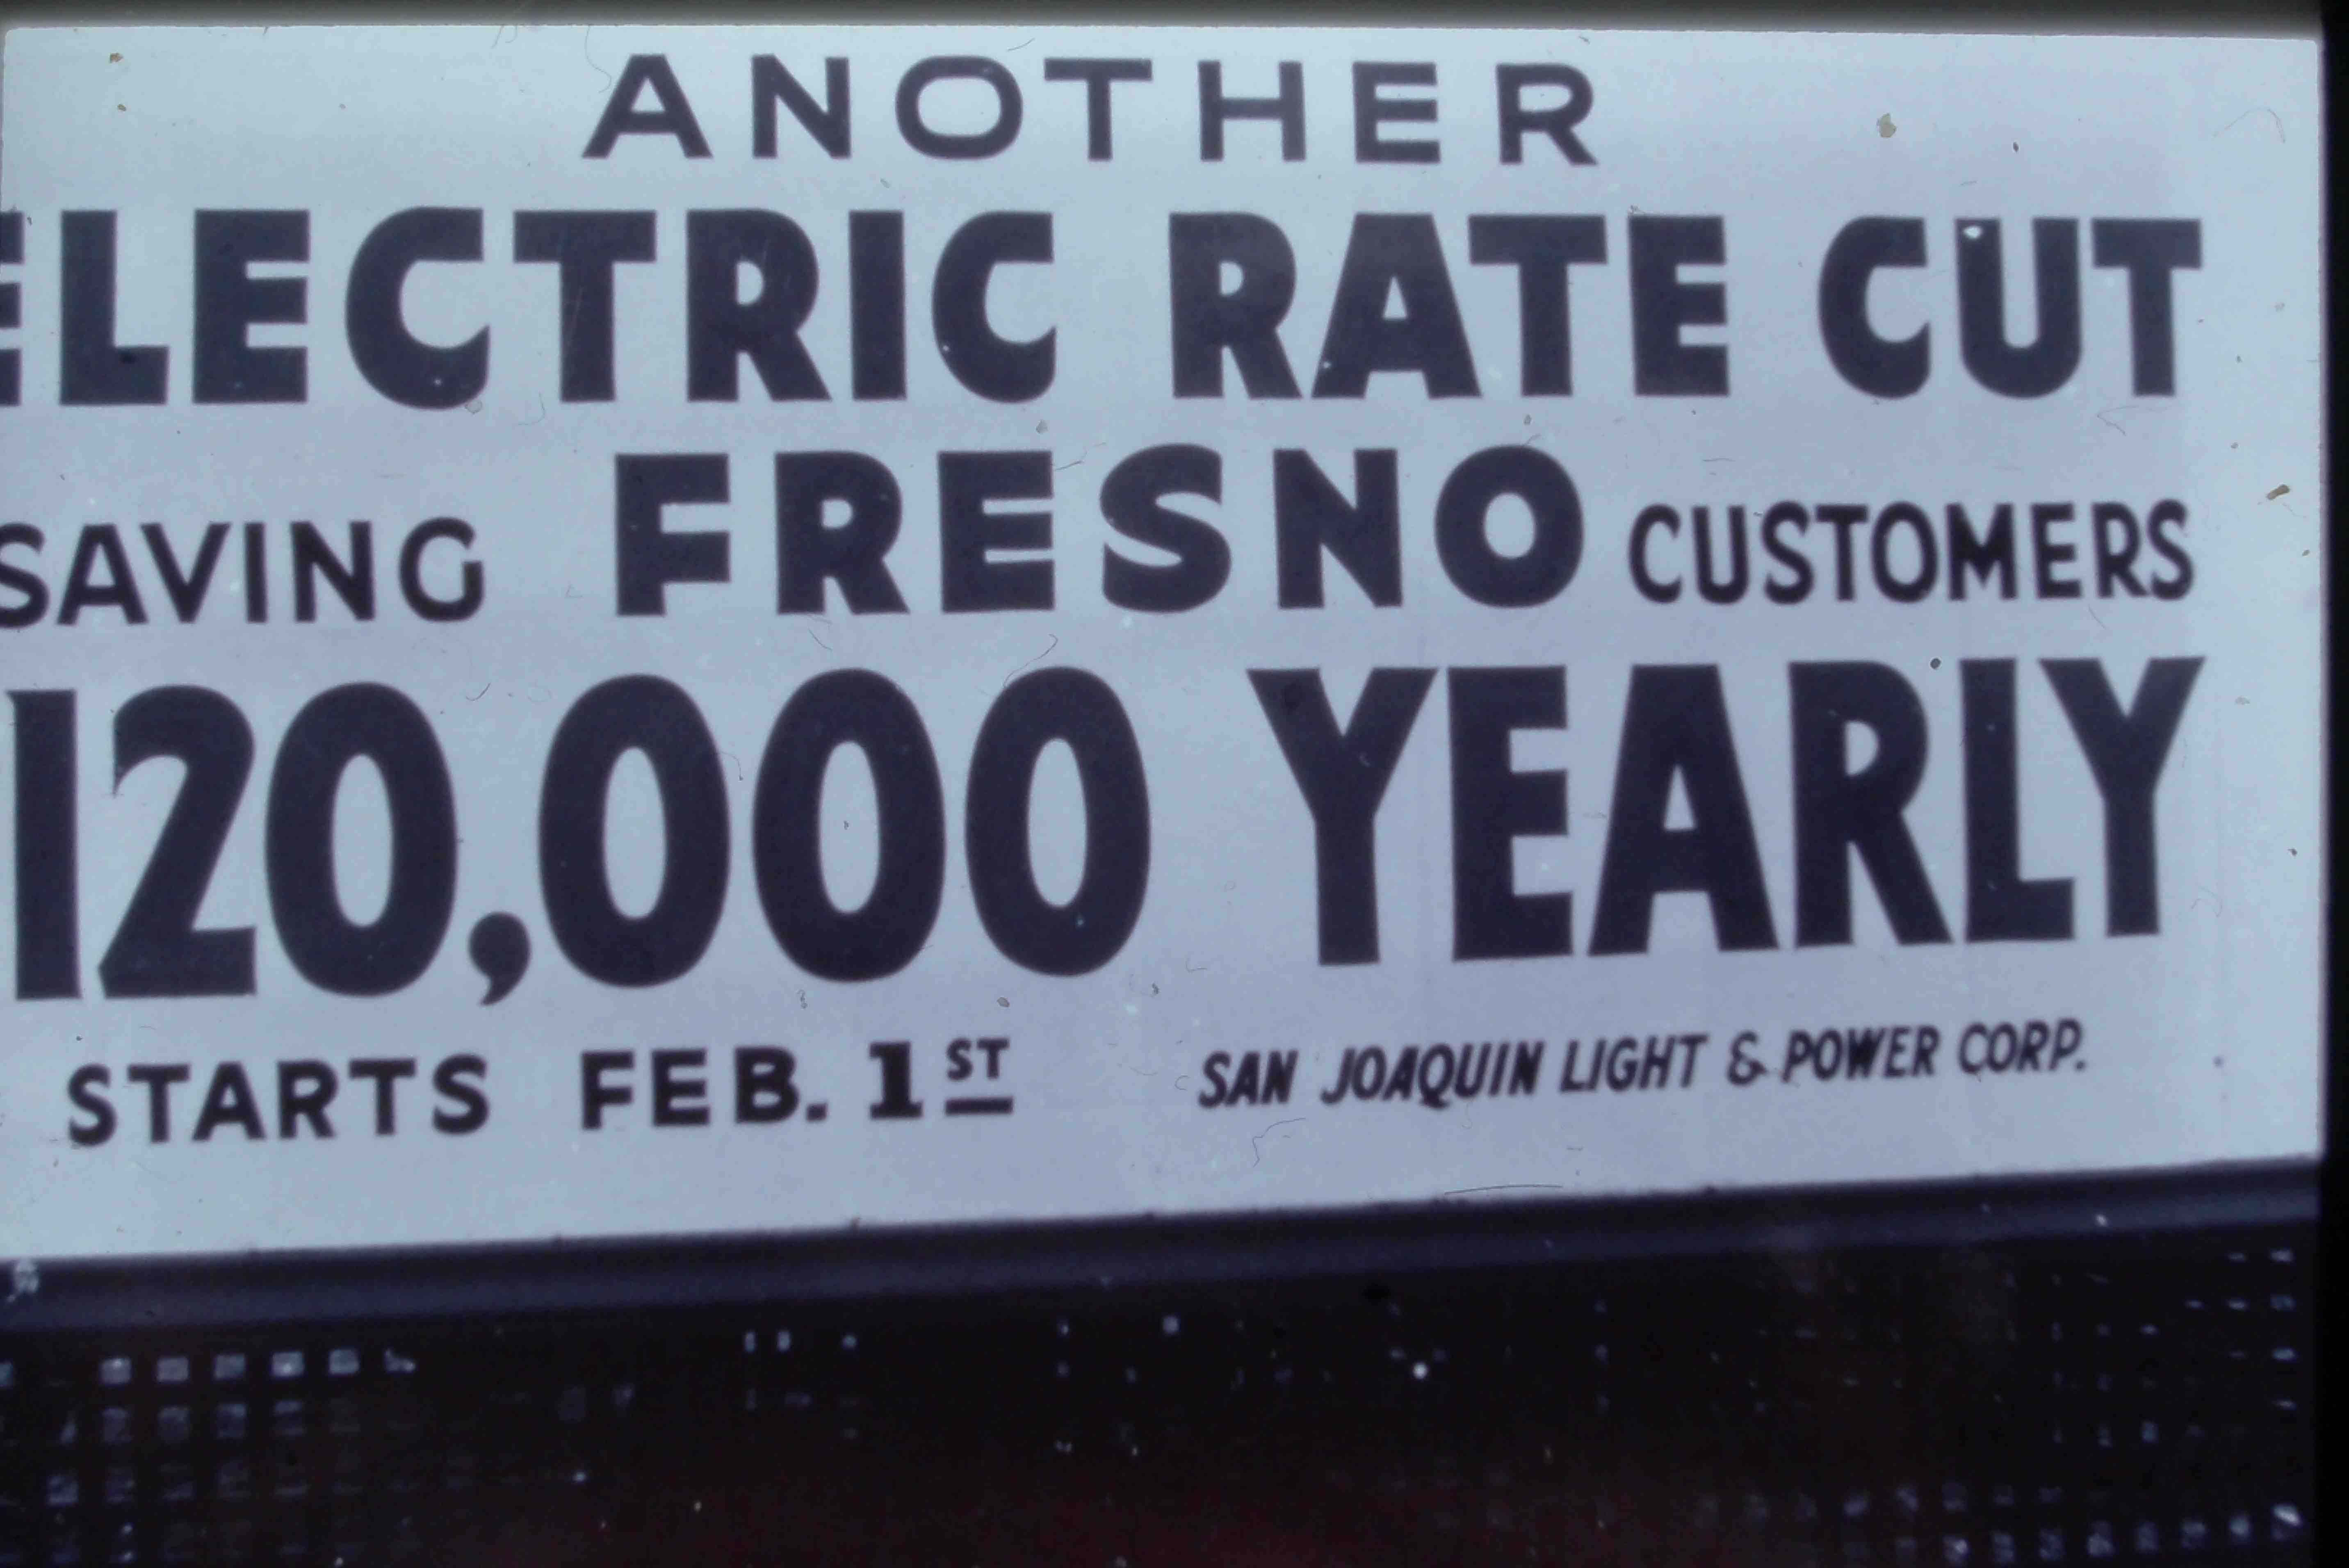 ANOTHER
ELECTRIC RATE CUT
SAVING FRESNO CUSTOMERS
120,000 YEARLY
STARTS FEB. 1ST
SAN JOAQUIN LIGHT & POWER CORP.